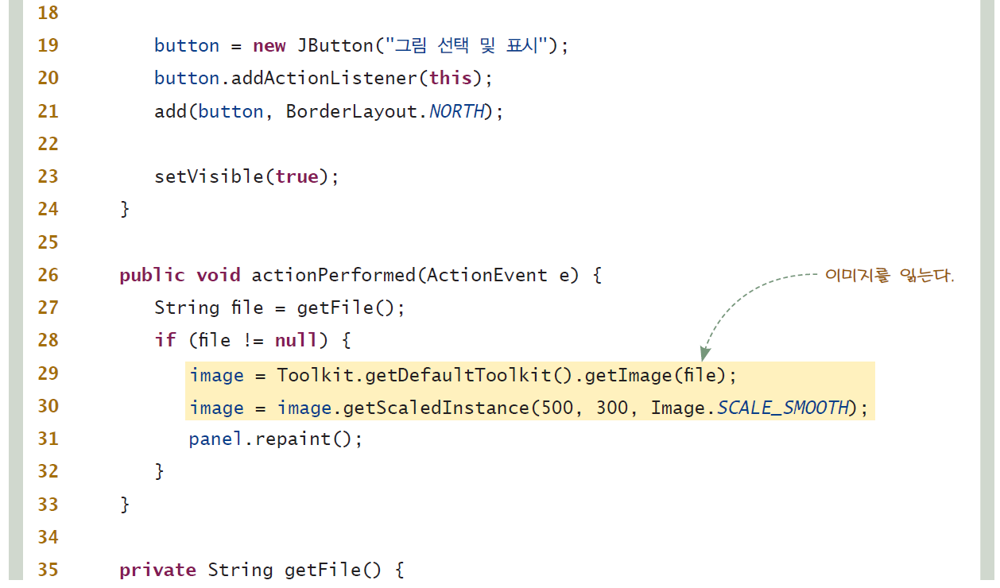 18
19 button = new JButton("그림 선택 및 표시");
20 button.addActionListener(this);
21 add(button, BorderLayout.NORTH);
22
23 setVisible(true);
24 }
25
26 public void actionPerformed(ActionEvent e) { 이미지를 읽는다.
27 String file = getFile();
28 if (file != null) {
29 image = Toolkit.getDefaultToolkit().getImage(file);
30 image = image.getScaledInstance(500, 300, Image.SCALE_SMOOTH);
31 panel.repaint();
32 }
33 }
34
35 private String getFile() {